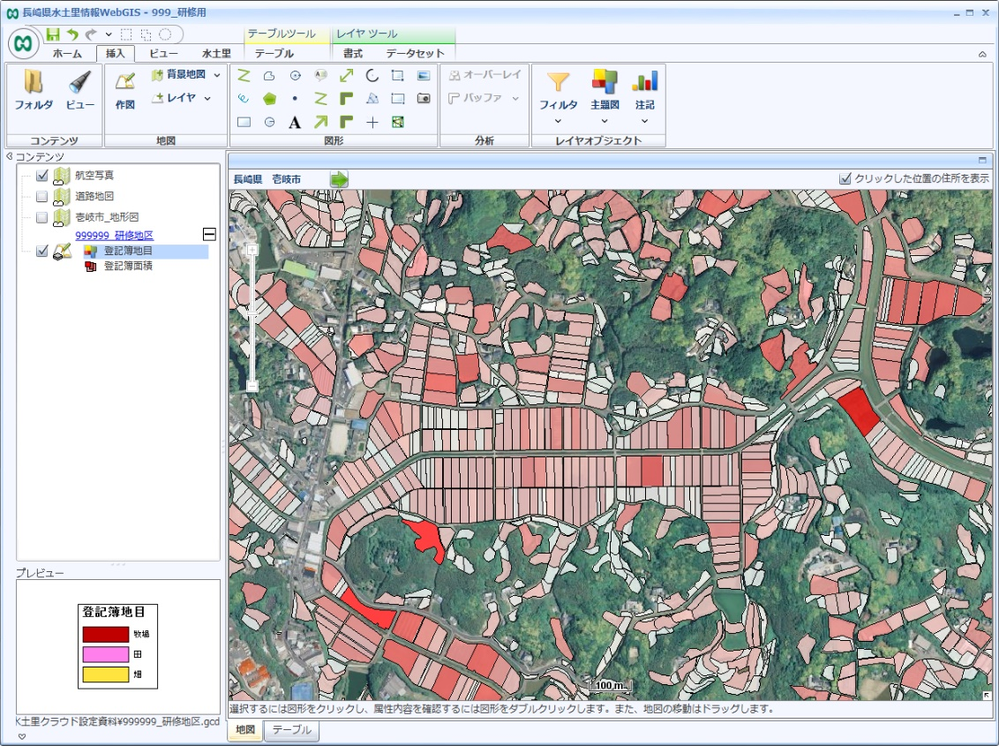 長崎県水土里情報WebGIS - 999_研修用
テーブルツール レイヤ ツール
ホーム 挿入 ビュー 水土里 テーブル 書式 データセット
フォルダ ビュー
コンテンツ
作図 背景地図 レイヤ
地図
A
図形
オーバーレイ
バッファ
分析
フィルタ 主題図 注記
レイヤオブジェクト
コンテンツ
航空写真
道路地図
壱岐市_地形図
999999_研修地区
登記簿地目
登記簿面積
長崎県 壱岐市
クリックした位置の住所を表示
100 m
プレビュー
登記簿地目
牧場
田
畑
土里クラウド設定資料¥999999_研修地区.gcd
選択するには図形をクリックし、属性内容を確認するには図形をダブルクリックします。また、地図の移動はドラッグします。
地図 テーブル